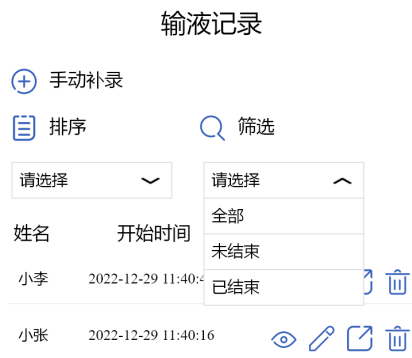 输液记录
手动补录
排序 筛选
请选择 请选择
全部
未结束
已结束
姓名 开始时间
小李 2022-12-29 11:40:
小张 2022-12-29 11:40:16